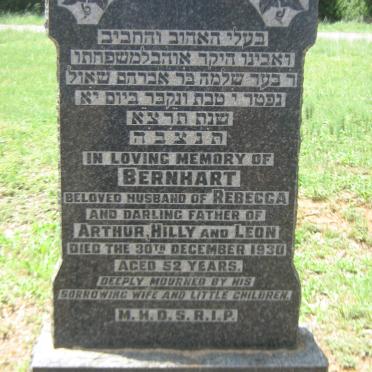 פ נ
בעלי האהוב והחביב
ואבינו היקר אוהב למשפחתו
ר בער שלמה בר אברהם שאול
נפטר י טבת ונקבר ביום יא
שנת תרצא
תנצבה
IN LOVING MEMORY OF
BERNHART
BELOVED HUSBAND OF REBECCA
AND DARLING FATHER OF
ARTHUR, HILLY AND LEON
DIED THE 30TH DECEMBER 1930
AGED 52 YEARS.
DEEPLY MOURNED BY HIS
SORROWING WIFE AND LITTLE CHILDREN.
M.H.D.S.R.I.P.